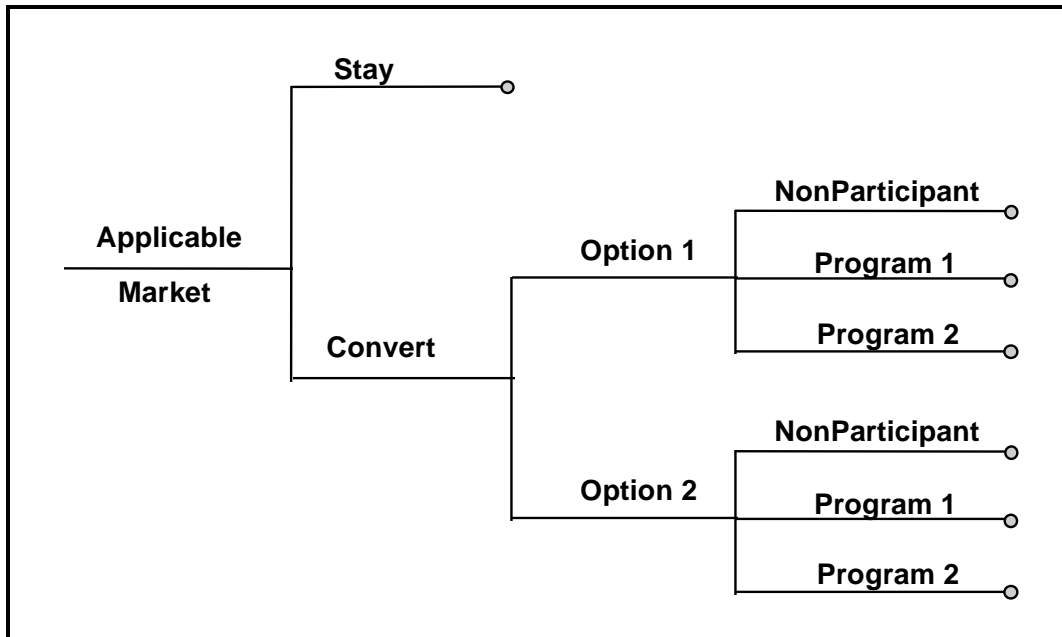 Stay
NonParticipant
Applicable
Market
Option 1
Program 1
Program 2
Convert
NonParticipant
Option 2
Program 1
Program 2